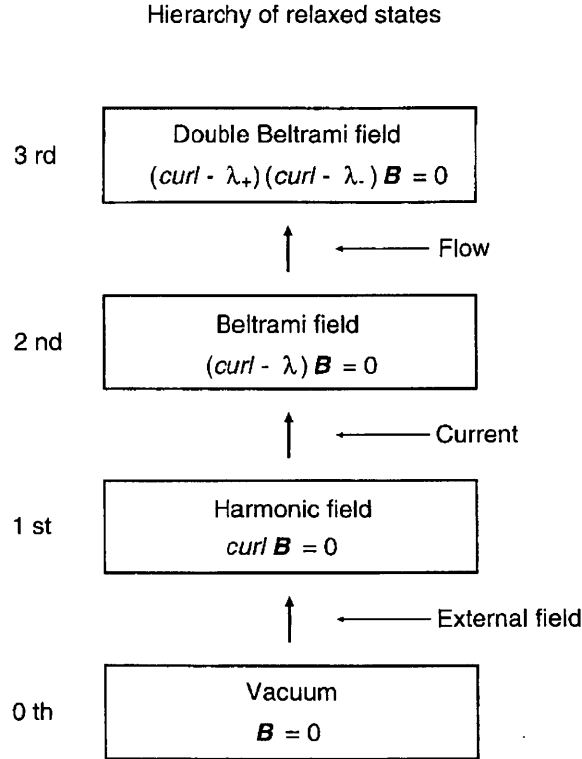 Hierarchy of relaxed states
3 rd
Double Beltrami field
(curl - λ₊)(curl - λ₋) B = 0
Flow
2 nd
Beltrami field
(curl - λ) B = 0
Current
1 st
Harmonic field
curl B = 0
External field
0 th
Vacuum
B = 0